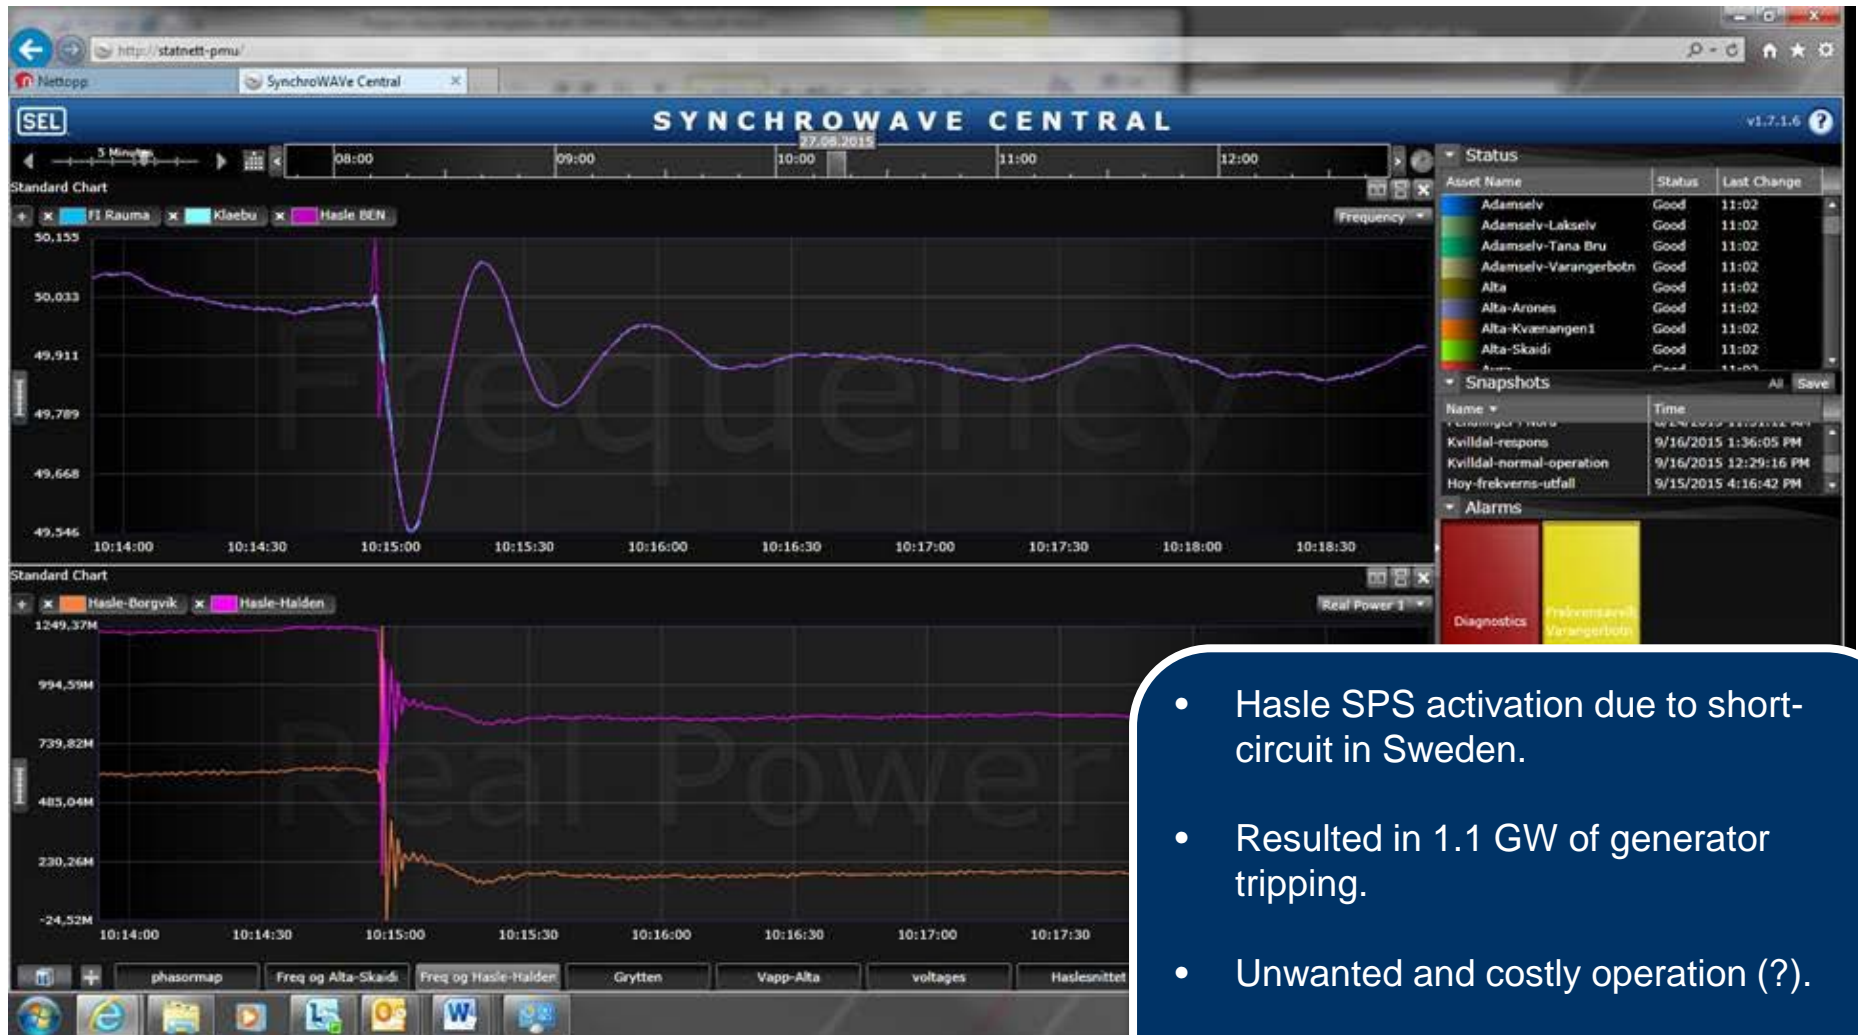 http://statnett-pmu/
Nettopp
SynchroWAVe Central
SEL
SYNCHROWAVE CENTRAL
v1.7.1.6
?
5 Minutes
27.08.2015
08:00 09:00 10:00 11:00 12:00
Standard Chart
FI Rauma Klaebu Hasle BEN
Frequency
50,155
50,033
49,911
49,789
49,668
49,546
Frequency
10:14:00 10:14:30 10:15:00 10:15:30 10:16:00 10:16:30 10:17:00 10:17:30 10:18:00 10:18:30
Standard Chart
Hasle-Borgvik Hasle-Halden
Real Power 1
1249,37M
994,59M
739,82M
485,04M
230,26M
-24,52M
Real Power
10:14:00 10:14:30 10:15:00 10:15:30 10:16:00 10:16:30 10:17:00 10:17:30
phasormap Freq og Alta-Skaidi Freq og Hasle-Halden Grytten Vapp-Alta voltages Haslesnittet
Status
Asset Name Status Last Change
Adamselv Good 11:02
Adamselv-Lakselv Good 11:02
Adamselv-Tana Bru Good 11:02
Adamselv-Varangerbotn Good 11:02
Alta Good 11:02
Alta-Arones Good 11:02
Alta-Kvænangen1 Good 11:02
Alta-Skaidi Good 11:02
Snapshots
All Save
Name Time
Kvilldal-respons 9/16/2015 1:36:05 PM
Kvilldal-normal-operation 9/16/2015 12:29:16 PM
Hoy-frekverns-utfall 9/15/2015 4:16:42 PM
Alarms
Diagnostics
Varangerbotn
• Hasle SPS activation due to short-
circuit in Sweden.
• Resulted in 1.1 GW of generator
tripping.
• Unwanted and costly operation (?).